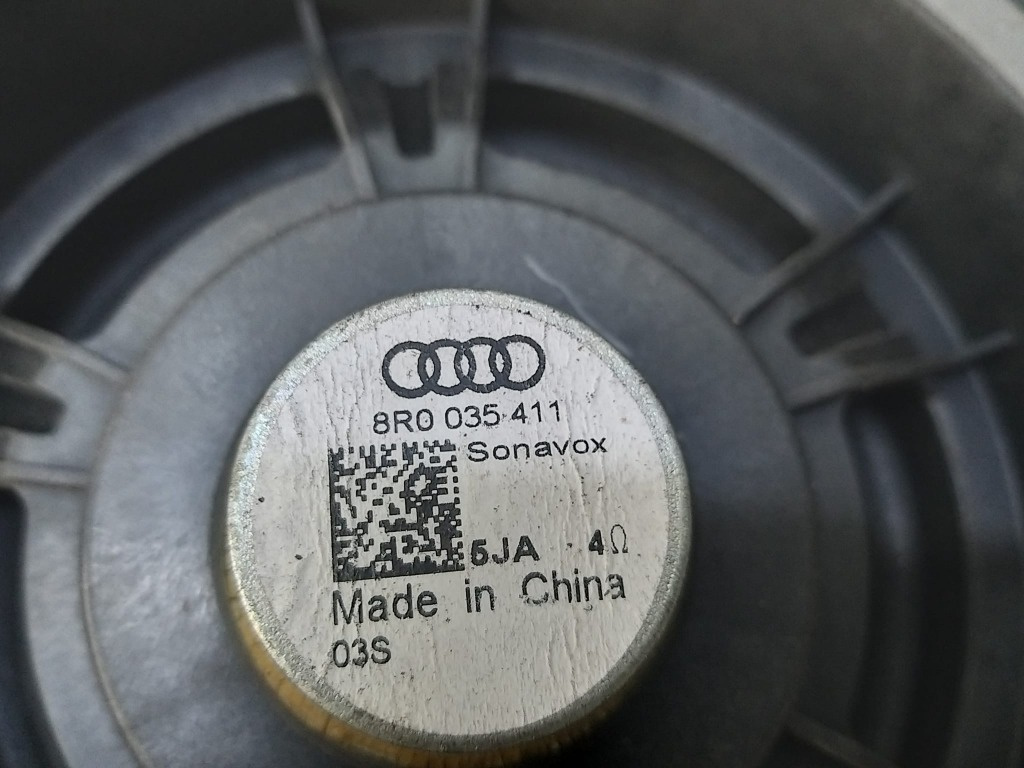 8R0 035 411
Sonavox
5JA 4Ω
Made in China
03S